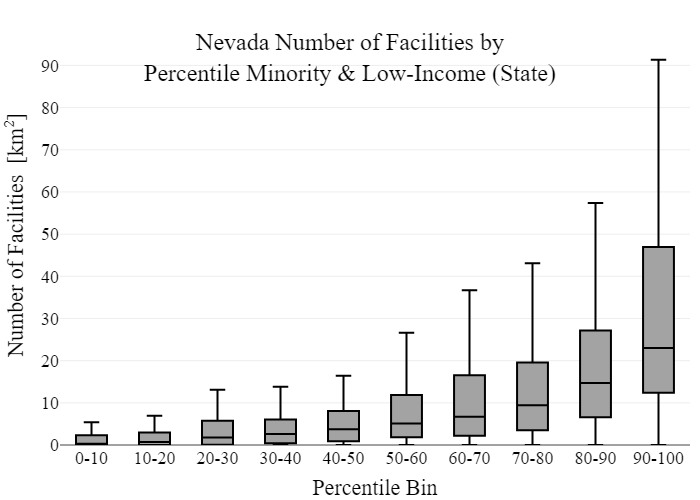 Nevada Number of Facilities by
Percentile Minority & Low-Income (State)
Number of Facilities [km²]
90
80
70
60
50
40
30
20
10
0
0-10 10-20 20-30 30-40 40-50 50-60 60-70 70-80 80-90 90-100
Percentile Bin